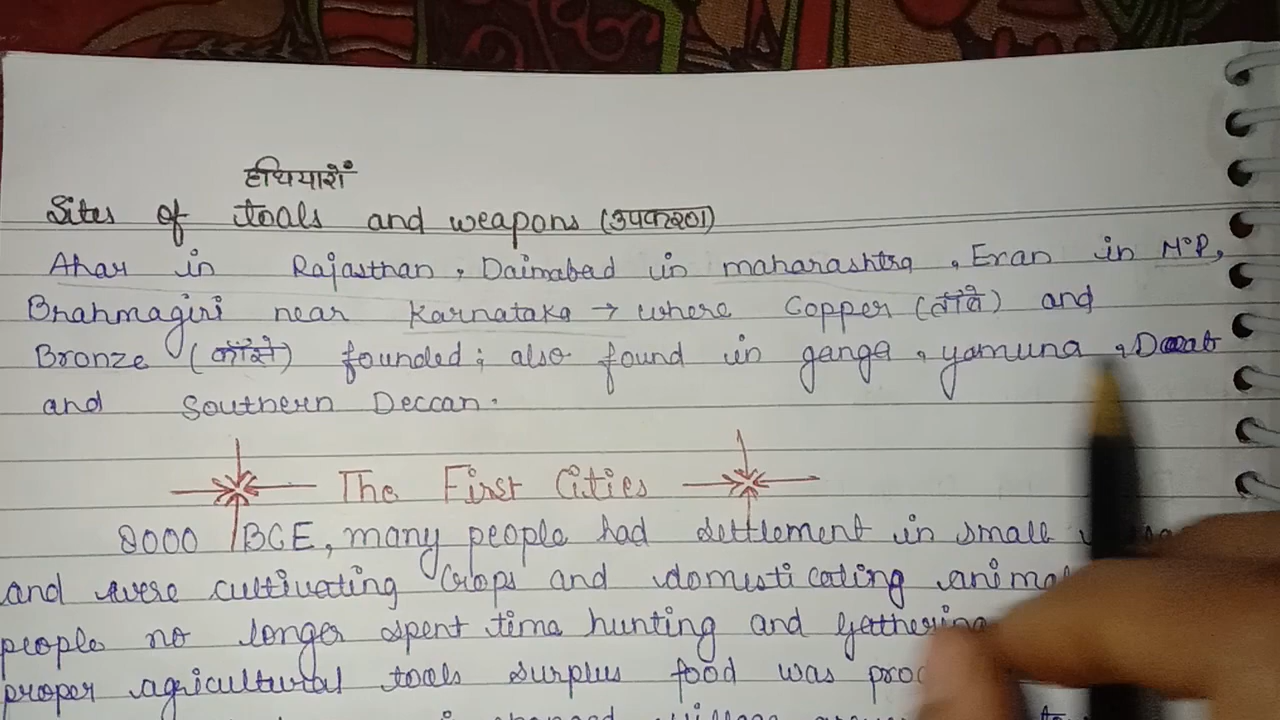 हथियारों
Sites of toals and weapons (उपकरण)
Ahar in Rajasthan, Daimabad in maharashtra, Eran in M.P,
Brahmagiri near Karnataka → where Copper (ताँबे) and
Bronze (काँसे) founded; also found in ganga, yamuna, Doab
and Southern Deccan.
The First Cities
8000 BCE, many people had settlement in small
and were cultivating Crops and domesticating
people no longer spent time hunting and gathering
proper agricultural tools surplus food was